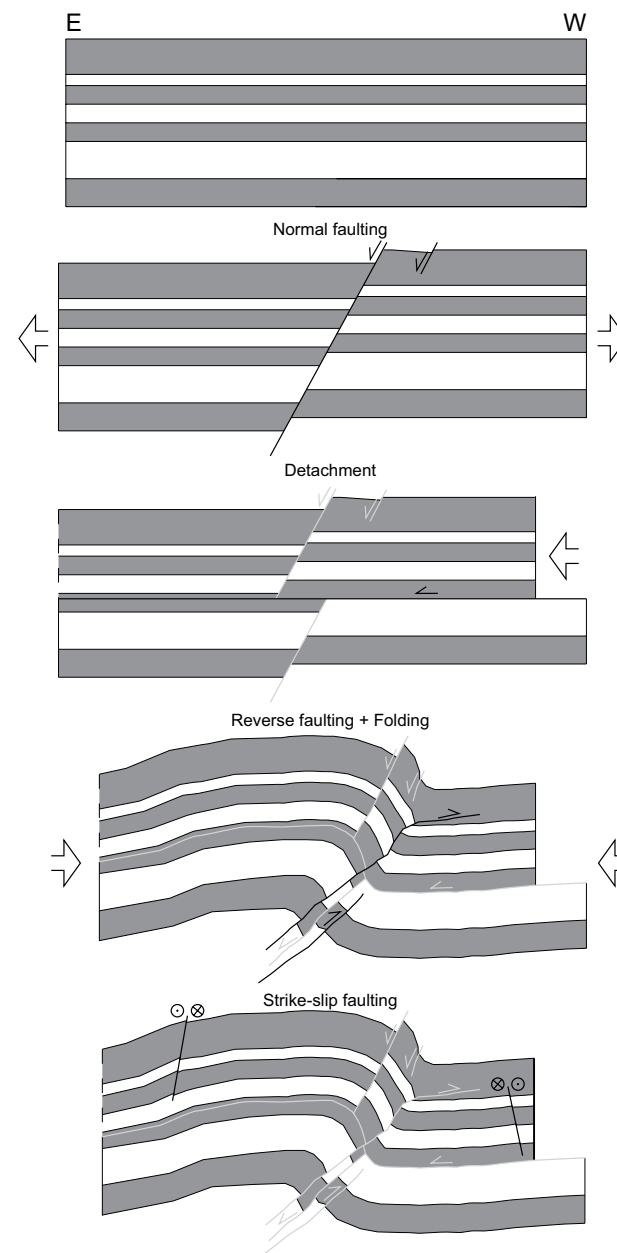 E W
Normal faulting
Detachment
Reverse faulting + Folding
Strike-slip faulting